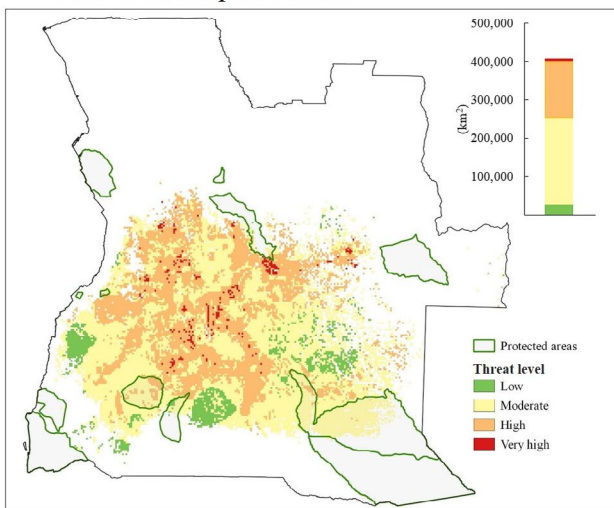 500,000
400,000
300,000
200,000
100,000
(km²)
Protected areas
Threat level
Low
Moderate
High
Very high